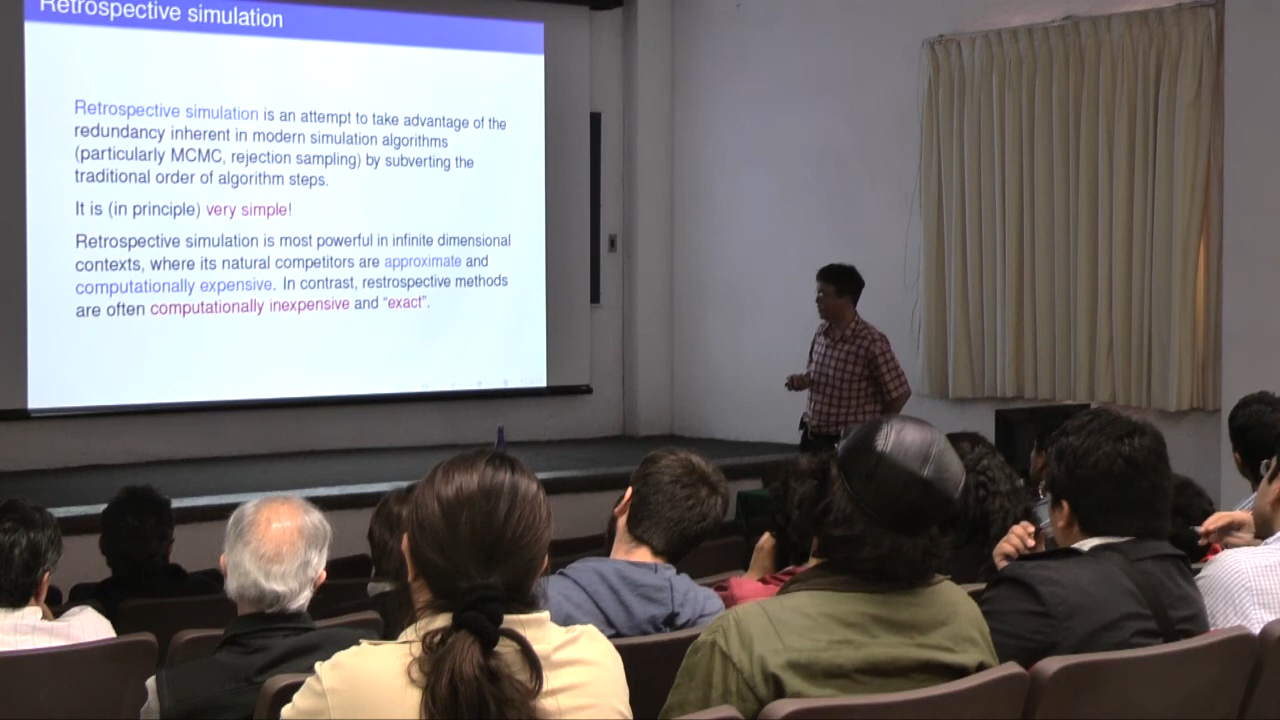 Retrospective simulation
Retrospective simulation is an attempt to take advantage of the
redundancy inherent in modern simulation algorithms
(particularly MCMC, rejection sampling) by subverting the
traditional order of algorithm steps.
It is (in principle) very simple!
Retrospective simulation is most powerful in infinite dimensional
contexts, where its natural competitors are approximate and
computationally expensive. In contrast, restrospective methods
are often computationally inexpensive and “exact”.